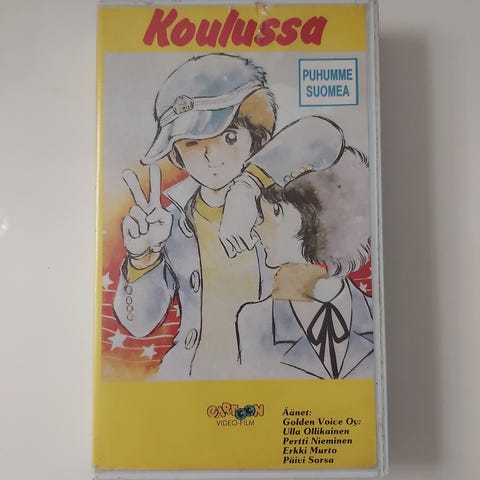 Koulussa
PUHUMME
SUOMEA
CARTOON
VIDEO-FILM
Äänet:
Golden Voice Oy:
Ulla Ollikainen
Pertti Nieminen
Erkki Murto
Päivi Sorsa